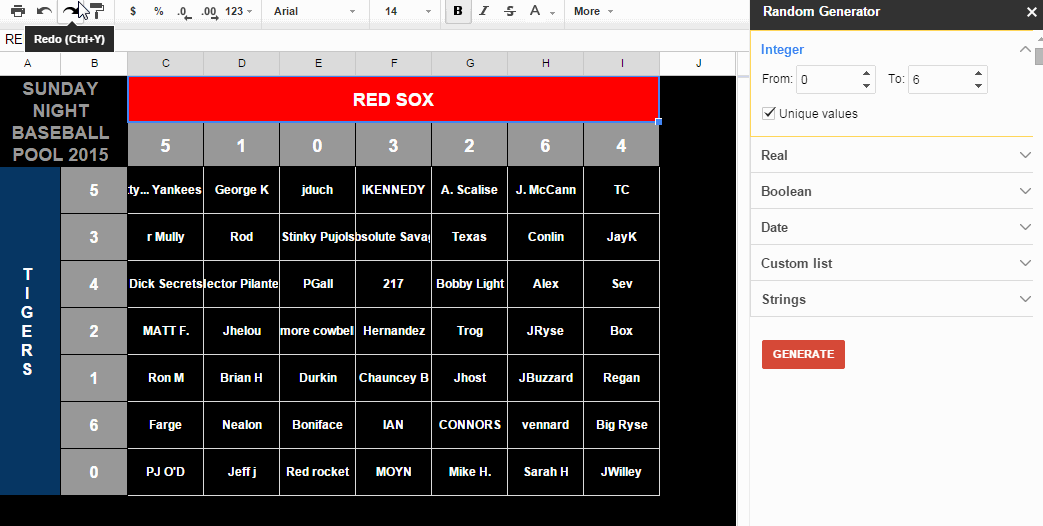 $ % .0 .00 123 Arial 14 B I S A More
RE
Redo (Ctrl+Y)
A B C D E F G H I J
SUNDAY
NIGHT
BASEBALL
POOL 2015
RED SOX
5 1 0 3 2 6 4
TIGERS
5 ty... Yankees George K jduch IKENNEDY A. Scalise J. McCann TC
3 r Mully Rod Stinky Pujols bsolute Savag Texas Conlin JayK
4 Dick Secrets lector Pilante PGall 217 Bobby Light Alex Sev
2 MATT F. Jhelou more cowbel Hernandez Trog JRyse Box
1 Ron M Brian H Durkin Chauncey B Jhost JBuzzard Regan
6 Farge Nealon Boniface IAN CONNORS vennard Big Ryse
0 PJ O'D Jeff j Red rocket MOYN Mike H. Sarah H JWilley
Random Generator
Integer
From: 0 To: 6
Unique values
Real
Boolean
Date
Custom list
Strings
GENERATE